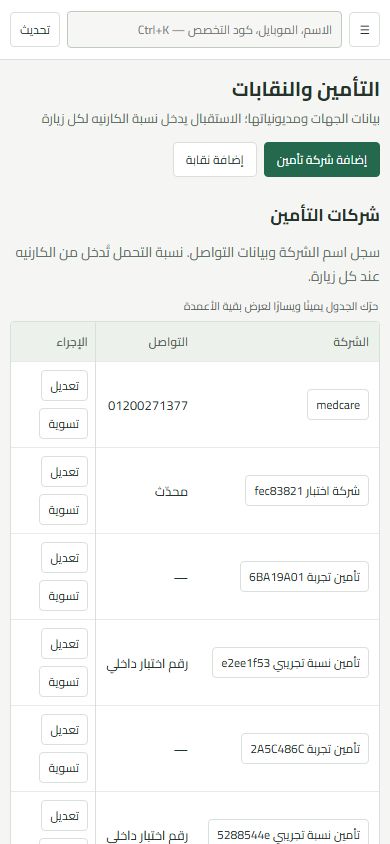 ☰
الاسم، الموبايل، كود التخصص — Ctrl+K
تحديث
التأمين والنقابات
بيانات الجهات ومديونياتها؛ الاستقبال يدخل نسبة الكارنيه لكل زيارة
إضافة شركة تأمين
إضافة نقابة
شركات التأمين
سجل اسم الشركة وبيانات التواصل. نسبة التحمل تُدخل من الكارنيه
عند كل زيارة.
حرّك الجدول يمينًا ويسارًا لعرض بقية الأعمدة
الشركة التواصل الإجراء
medcare 01200271377 تعديل
تسوية
شركة اختبار fec83821 محدّث تعديل
تسوية
تأمين تجربة 6BA19A01 — تعديل
تسوية
تأمين نسبة تجريبي e2ee1f53 رقم اختبار داخلي تعديل
تسوية
تأمين تجربة 2A5C486C — تعديل
تسوية
تأمين نسبة تجريبي 5288544e رقم اختبار داخلي تعديل